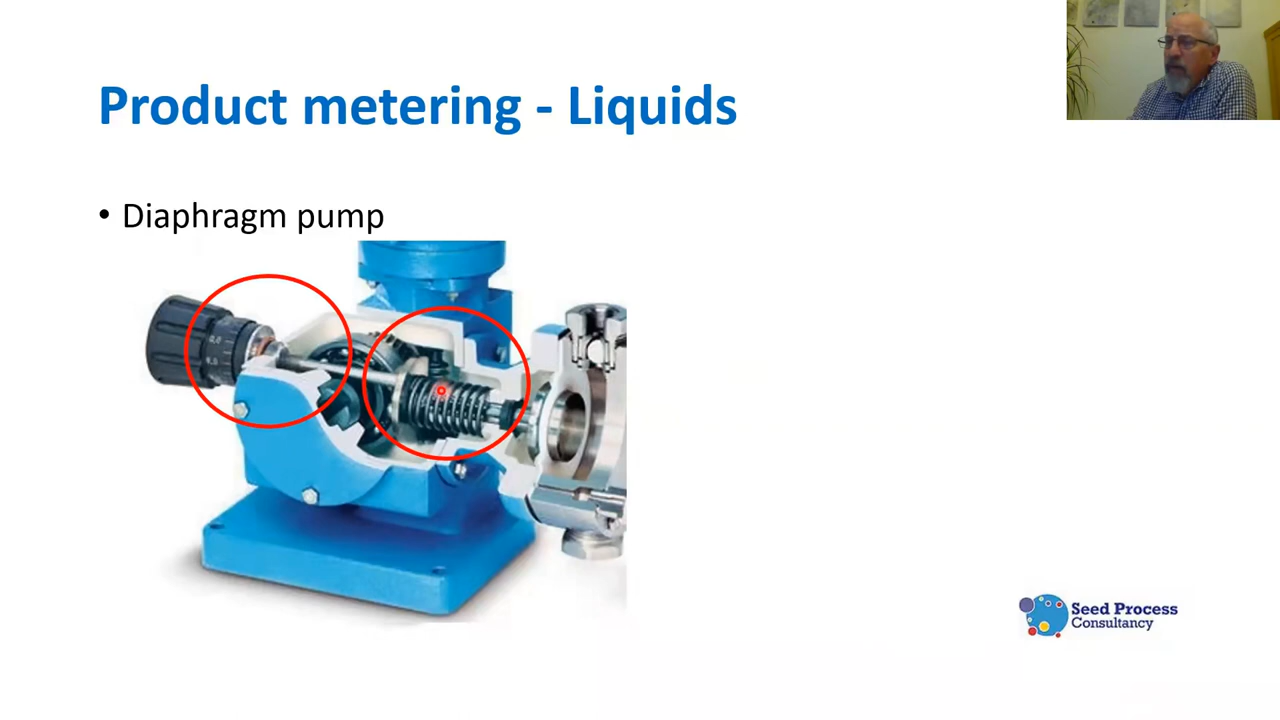 Product metering - Liquids
• Diaphragm pump
Seed Process
Consultancy